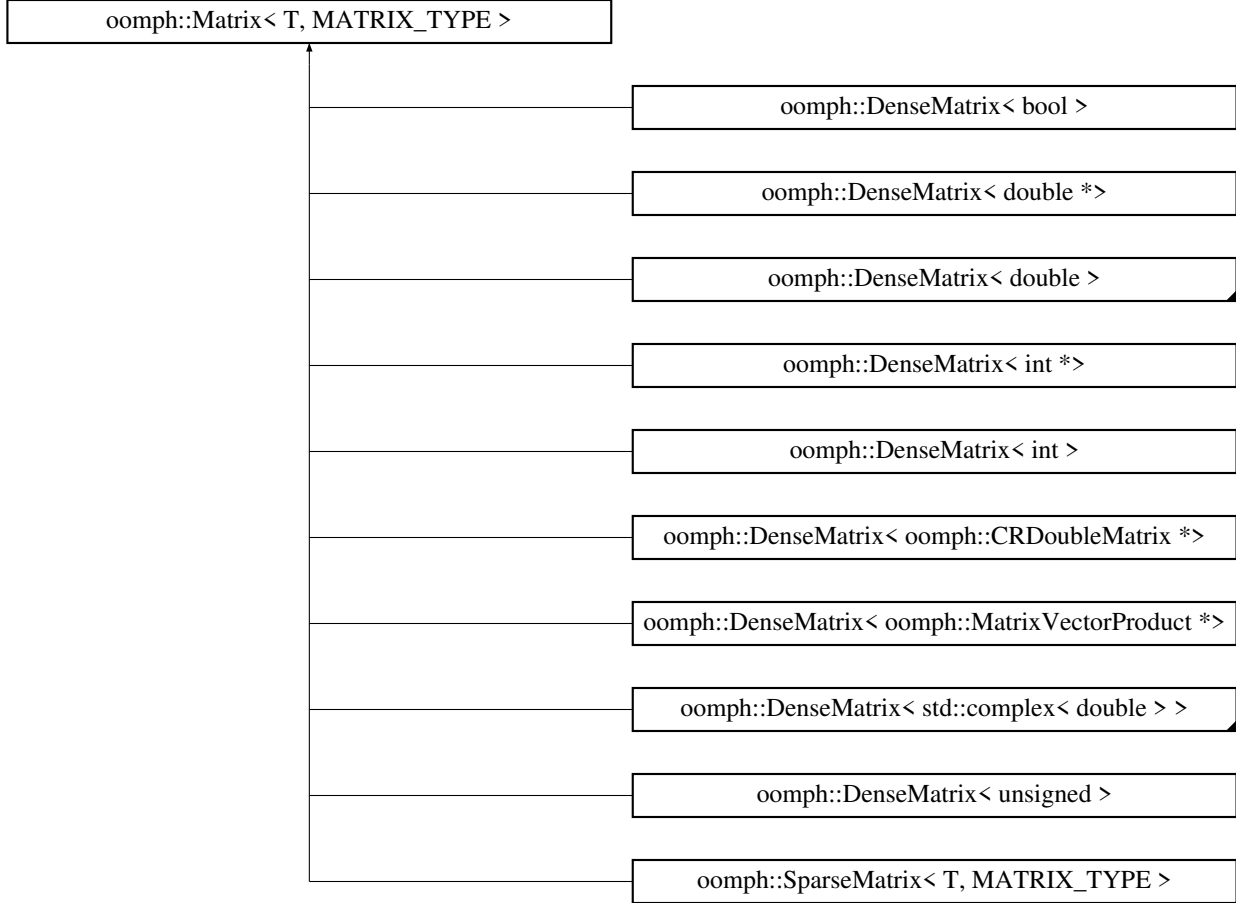 oomph::Matrix< T, MATRIX_TYPE >
oomph::DenseMatrix< bool >
oomph::DenseMatrix< double *>
oomph::DenseMatrix< double >
oomph::DenseMatrix< int *>
oomph::DenseMatrix< int >
oomph::DenseMatrix< oomph::CRDoubleMatrix *>
oomph::DenseMatrix< oomph::MatrixVectorProduct *>
oomph::DenseMatrix< std::complex< double > >
oomph::DenseMatrix< unsigned >
oomph::SparseMatrix< T, MATRIX_TYPE >